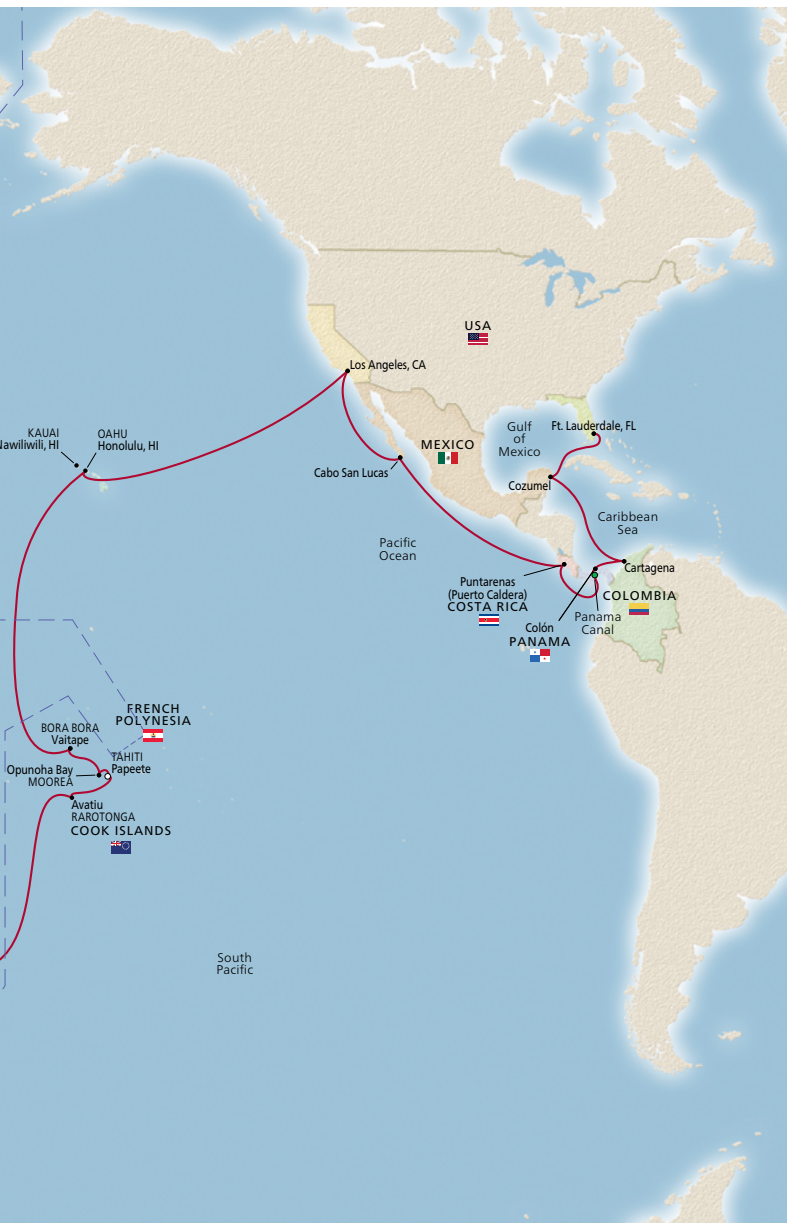 USA
Los Angeles, CA
KAUAI
Nawiliwili, HI
OAHU
Honolulu, HI
Gulf
of
Mexico
Ft. Lauderdale, FL
MEXICO
Cabo San Lucas
Cozumel
Caribbean
Sea
Pacific
Ocean
Cartagena
Puntarenas
(Puerto Caldera)
COSTA RICA
COLOMBIA
Colón
PANAMA
Panama
Canal
FRENCH
POLYNESIA
BORA BORA
Vaitape
TAHITI
Papeete
Opunoha Bay
MOOREA
Avatiu
RAROTONGA
COOK ISLANDS
South
Pacific